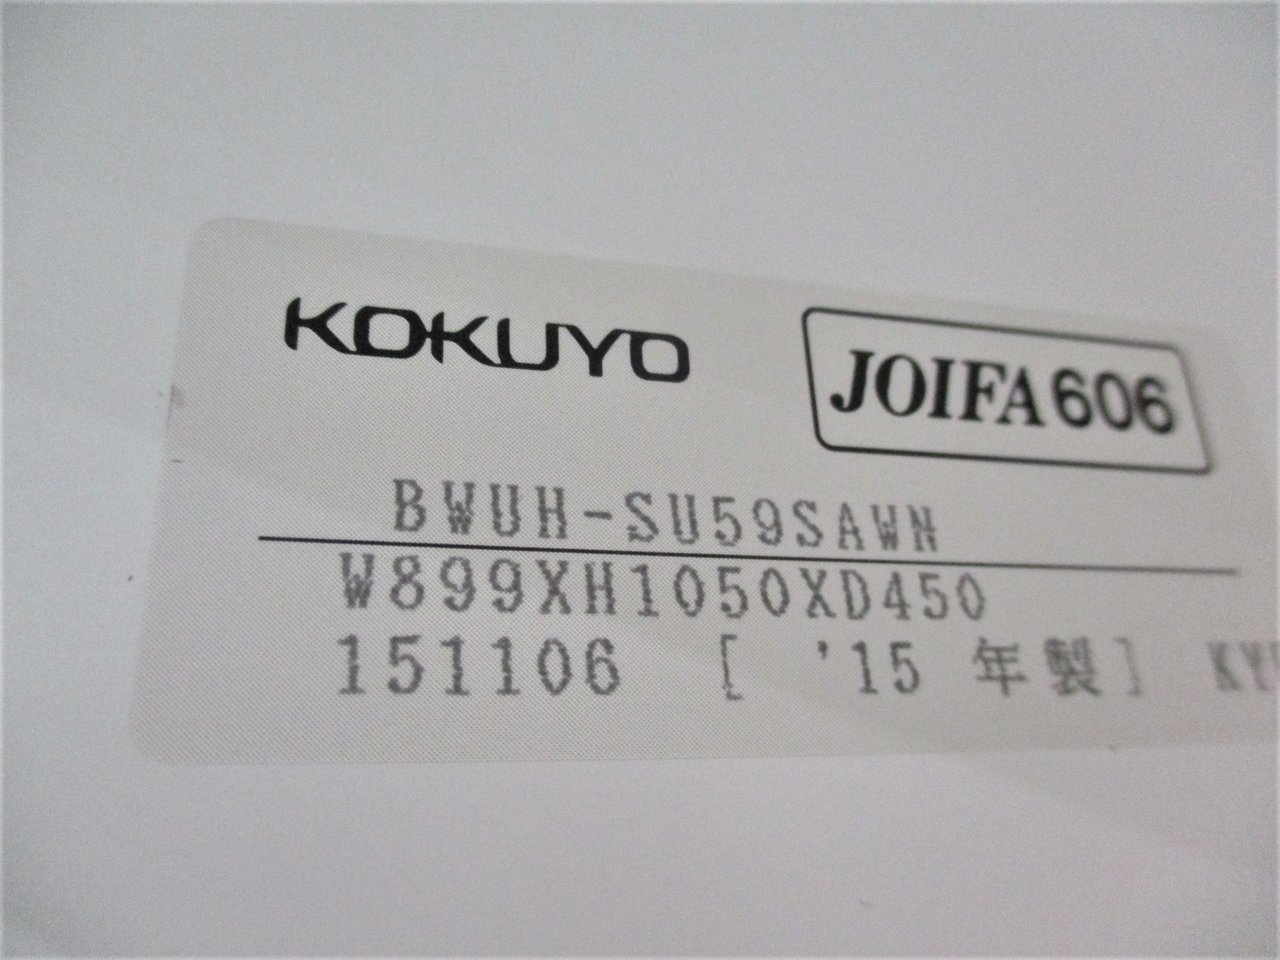 KOKUYO
JOIFA606
BWUH-SU59SAWN
W899XH1050XD450
151106 [ '15 年製]